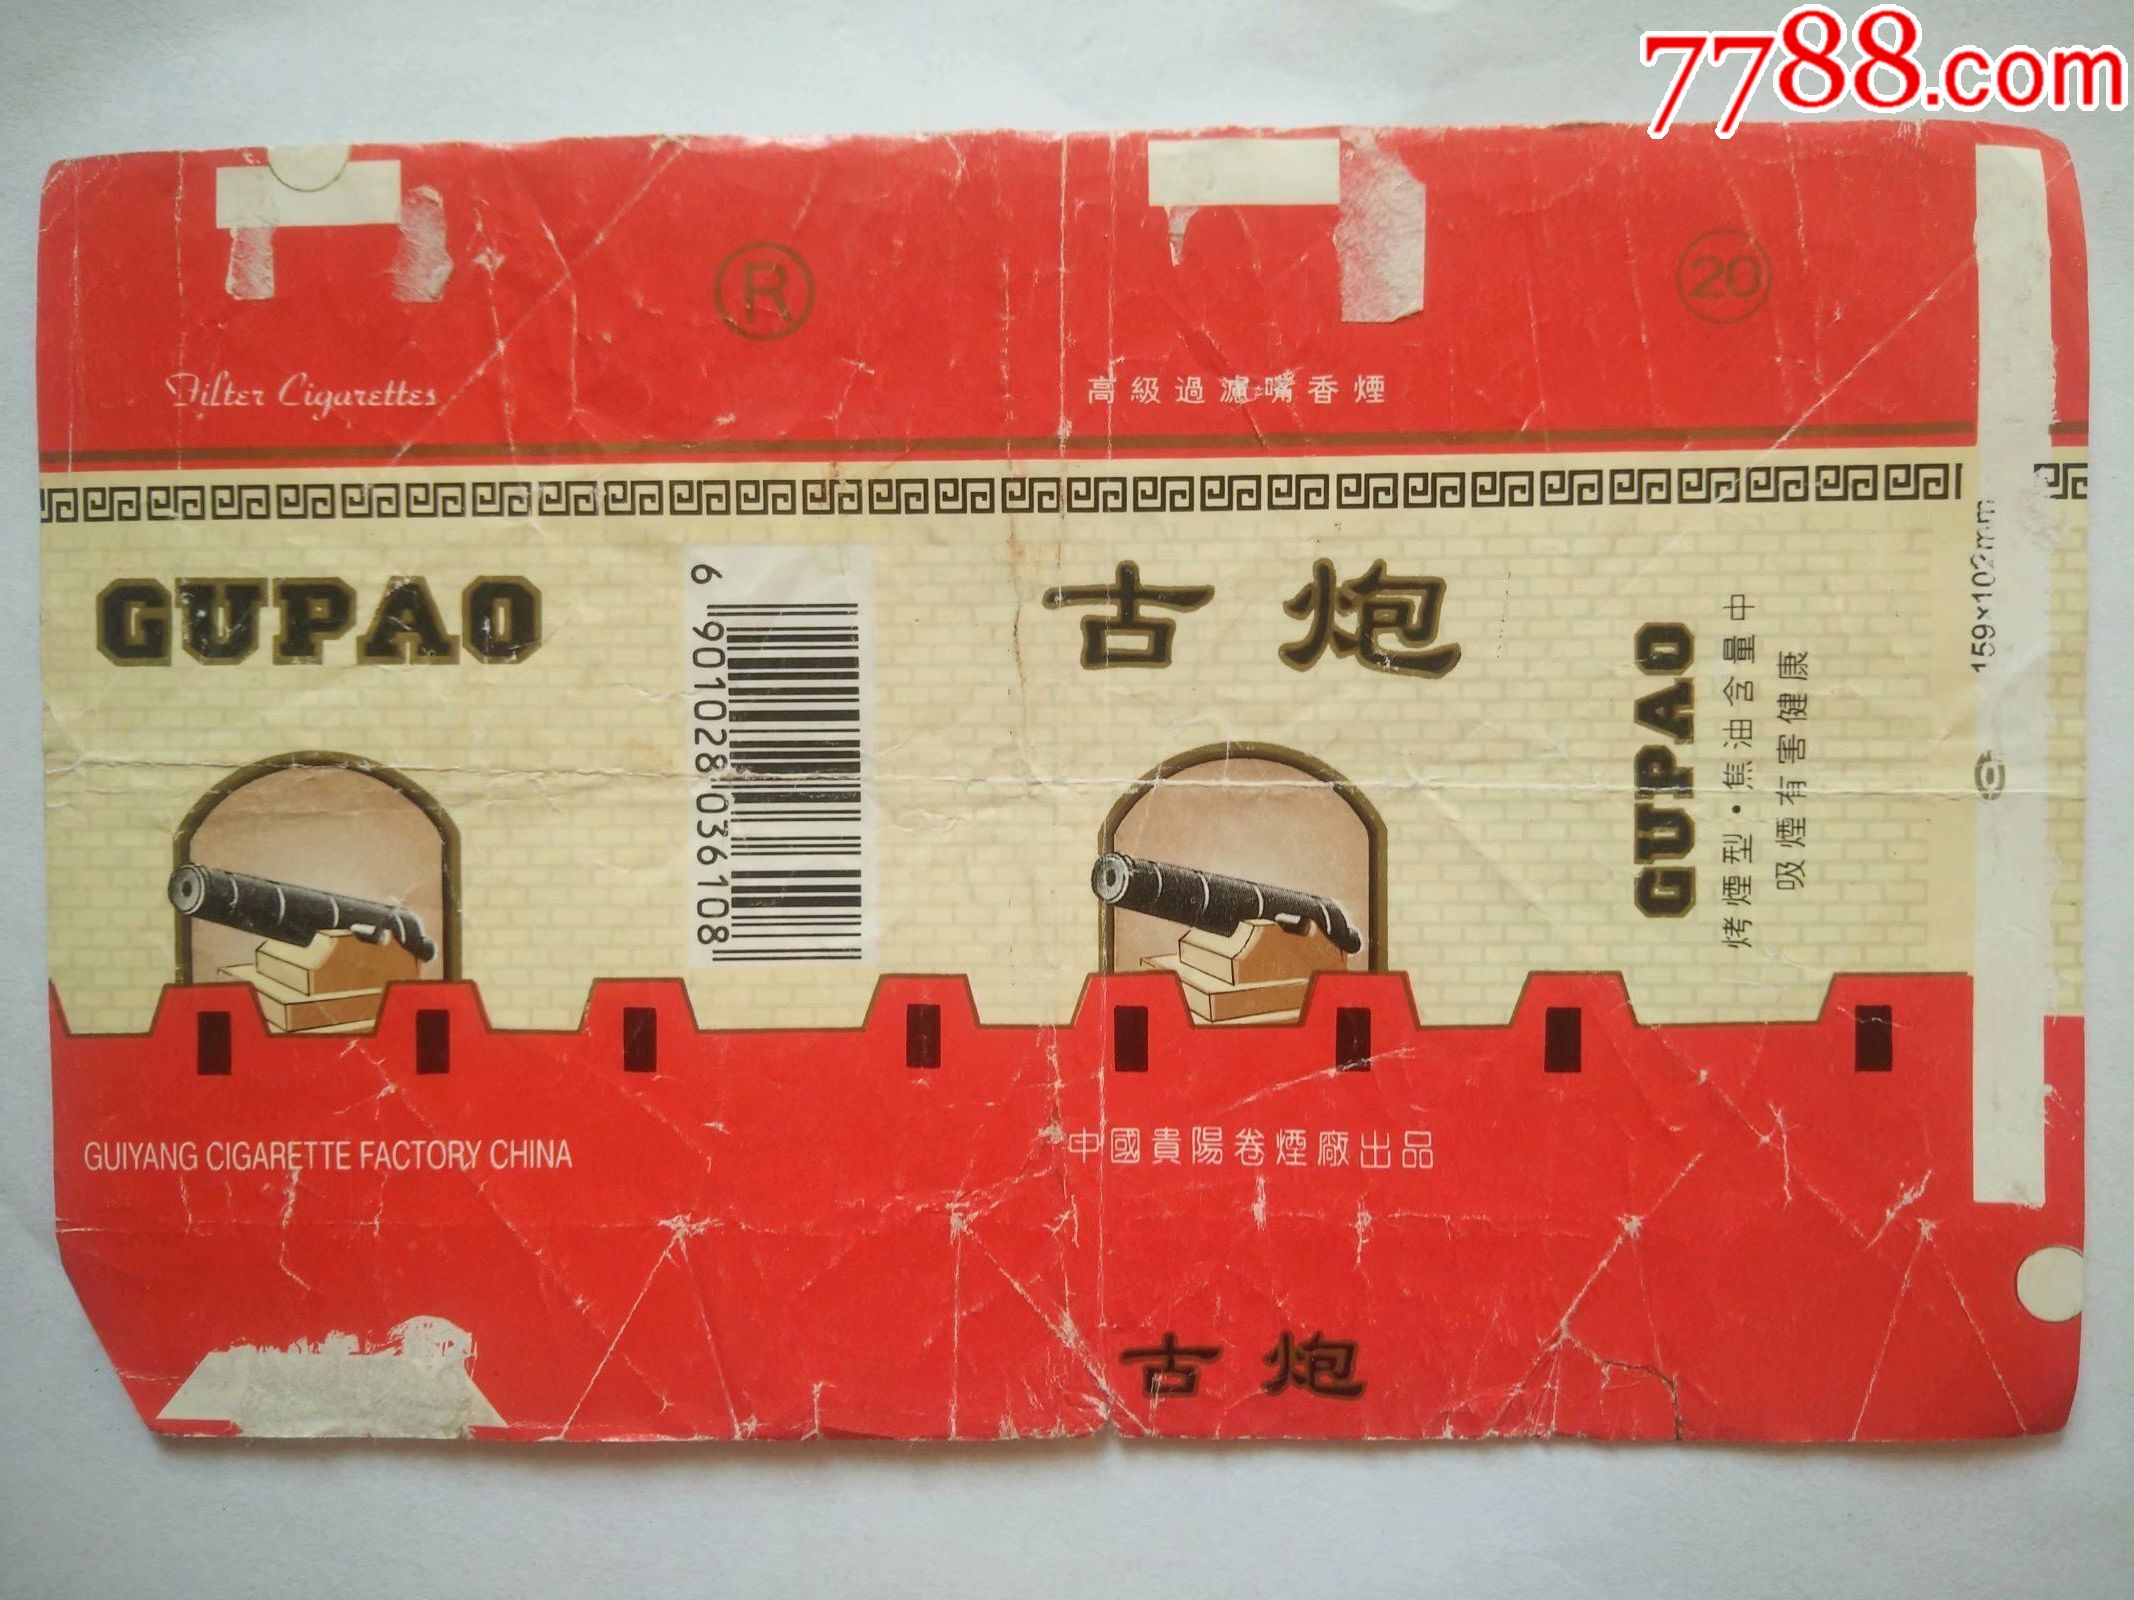 7788.com
R
20
Filter Cigarettes
高級過濾嘴香煙
GUPAO
6 901028 036108
古炮
GUPAO
烤煙型·焦油含量中
吸煙有害健康
159×102mm
GUIYANG CIGARETTE FACTORY CHINA
中國貴陽卷煙廠出品
古炮